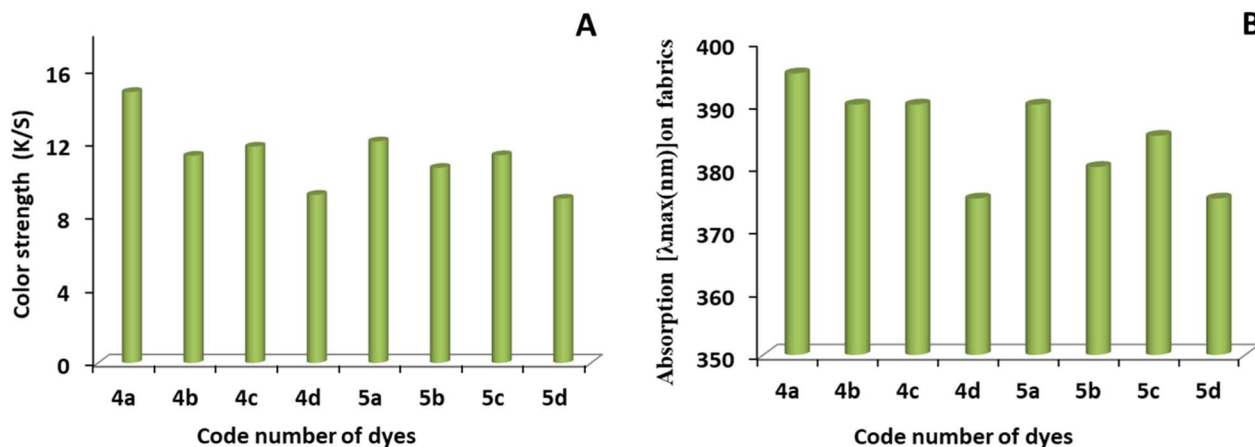 A
Color strength (K/S)
16
12
8
4
0
4a 4b 4c 4d 5a 5b 5c 5d
Code number of dyes
B
Absorption [λmax(nm)]on fabrics
400
390
380
370
360
350
4a 4b 4c 4d 5a 5b 5c 5d
Code number of dyes